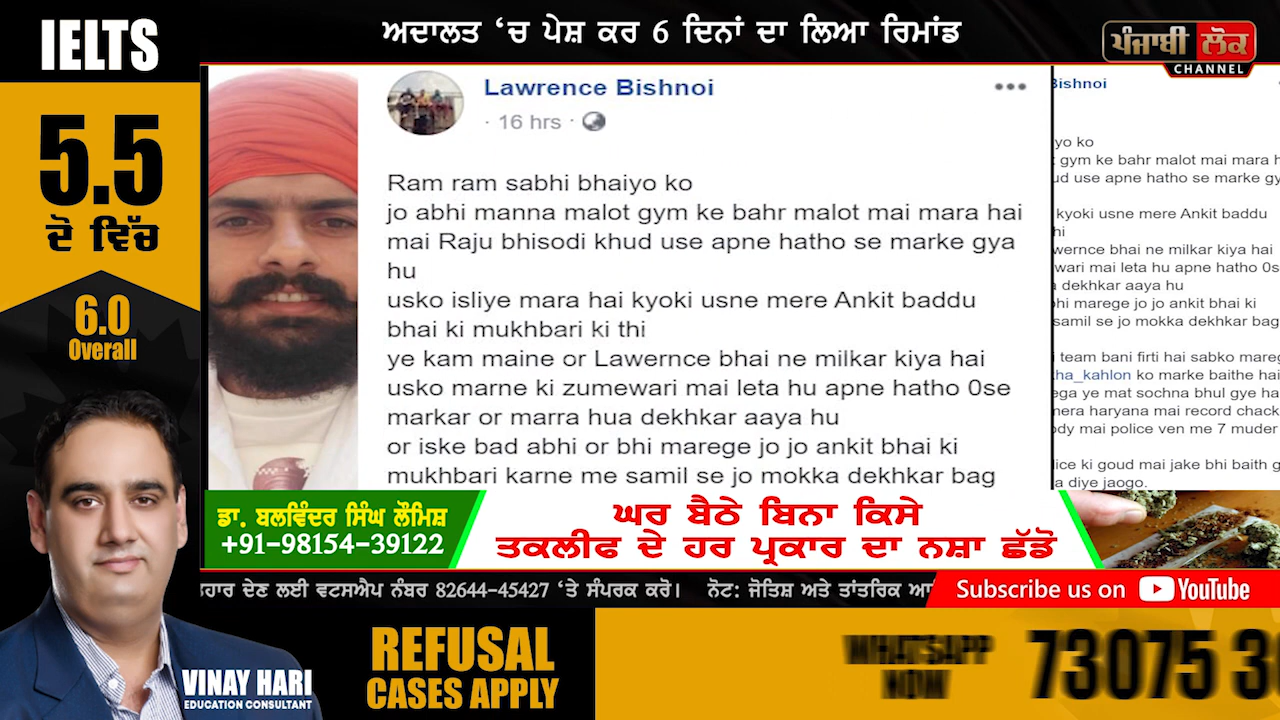 IELTS
5.5
ਦੋ ਵਿੱਚ
6.0
Overall
VINAY HARI
EDUCATION CONSULTANT
ਅਦਾਲਤ ‘ਚ ਪੇਸ਼ ਕਰ 6 ਦਿਨਾਂ ਦਾ ਲਿਆ ਰਿਮਾਂਡ
ਪੰਜਾਬੀ ਲੋਕ
CHANNEL
Lawrence Bishnoi
· 16 hrs ·
Ram ram sabhi bhaiyo ko
jo abhi manna malot gym ke bahr malot mai mara hai
mai Raju bhisodi khud use apne hatho se marke gya
hu
usko isliye mara hai kyoki usne mere Ankit baddu
bhai ki mukhbari ki thi
ye kam maine or Lawernce bhai ne milkar kiya hai
usko marne ki zumewari mai leta hu apne hatho 0se
markar or marra hua dekhkar aaya hu
or iske bad abhi or bhi marege jo jo ankit bhai ki
mukhbari karne me samil se jo mokka dekhkar bag
Bishnoi
yo ko
gym ke bahr malot mai mara h
ud use apne hatho se marke gy
kyoki usne mere Ankit baddu
hi
wernce bhai ne milkar kiya hai
wari mai leta hu apne hatho 0s
dekhkar aaya hu
bhi marege jo jo ankit bhai ki
samil se jo mokka dekhkar bag
team bani firti hai sabko mareg
ha_kahlon ko marke baithe hai
ega ye mat sochna bhul gye ha
mera haryana mai record chack
dy mai police ven me 7 muder
lice ki goud mai jake bhi baith g
a diye jaogo.
ਡਾ. ਬਲਵਿੰਦਰ ਸਿੰਘ ਲੌਮਿਸ਼
+91-98154-39122
ਘਰ ਬੈਠੇ ਬਿਨਾ ਕਿਸੇ
ਤਕਲੀਫ ਦੇ ਹਰ ਪ੍ਰਕਾਰ ਦਾ ਨਸ਼ਾ ਛੱਡੋ
ਹਾਰ ਦੇਣ ਲਈ ਵਟਸਐਪ ਨੰਬਰ 82644-45427 ‘ਤੇ ਸੰਪਰਕ ਕਰੋ। ਨੋਟ: ਜੋਤਿਸ਼ ਅਤੇ ਤਾਂਤਰਿਕ ਆ
Subscribe us on YouTube
REFUSAL
CASES APPLY
WHATSAPP
NOW
73075 3